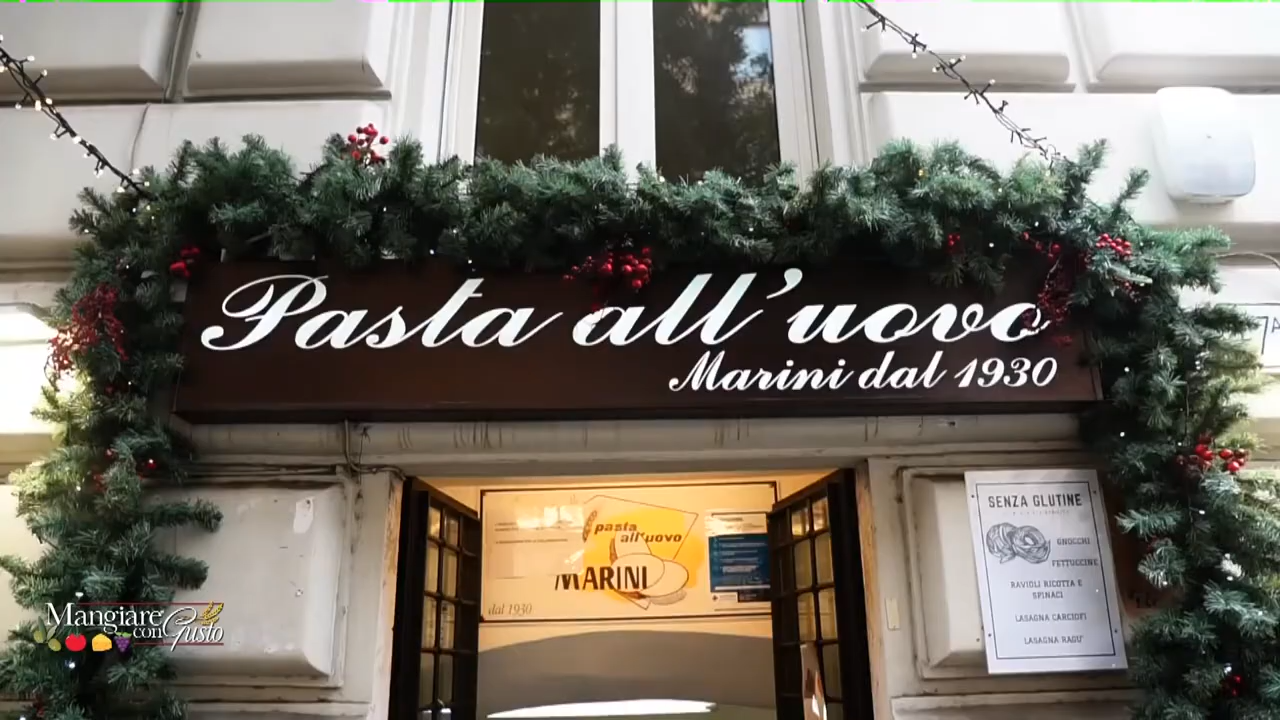 Pasta all'uovo
Marini dal 1930
pasta
all'uovo
MARINI
dal 1930
SENZA GLUTINE
GNOCCHI
FETTUCCINE
RAVIOLI RICOTTA E
SPINACI
LASAGNA CARCIOFI
LASAGNA RAGU'
Mangiare
con Gusto